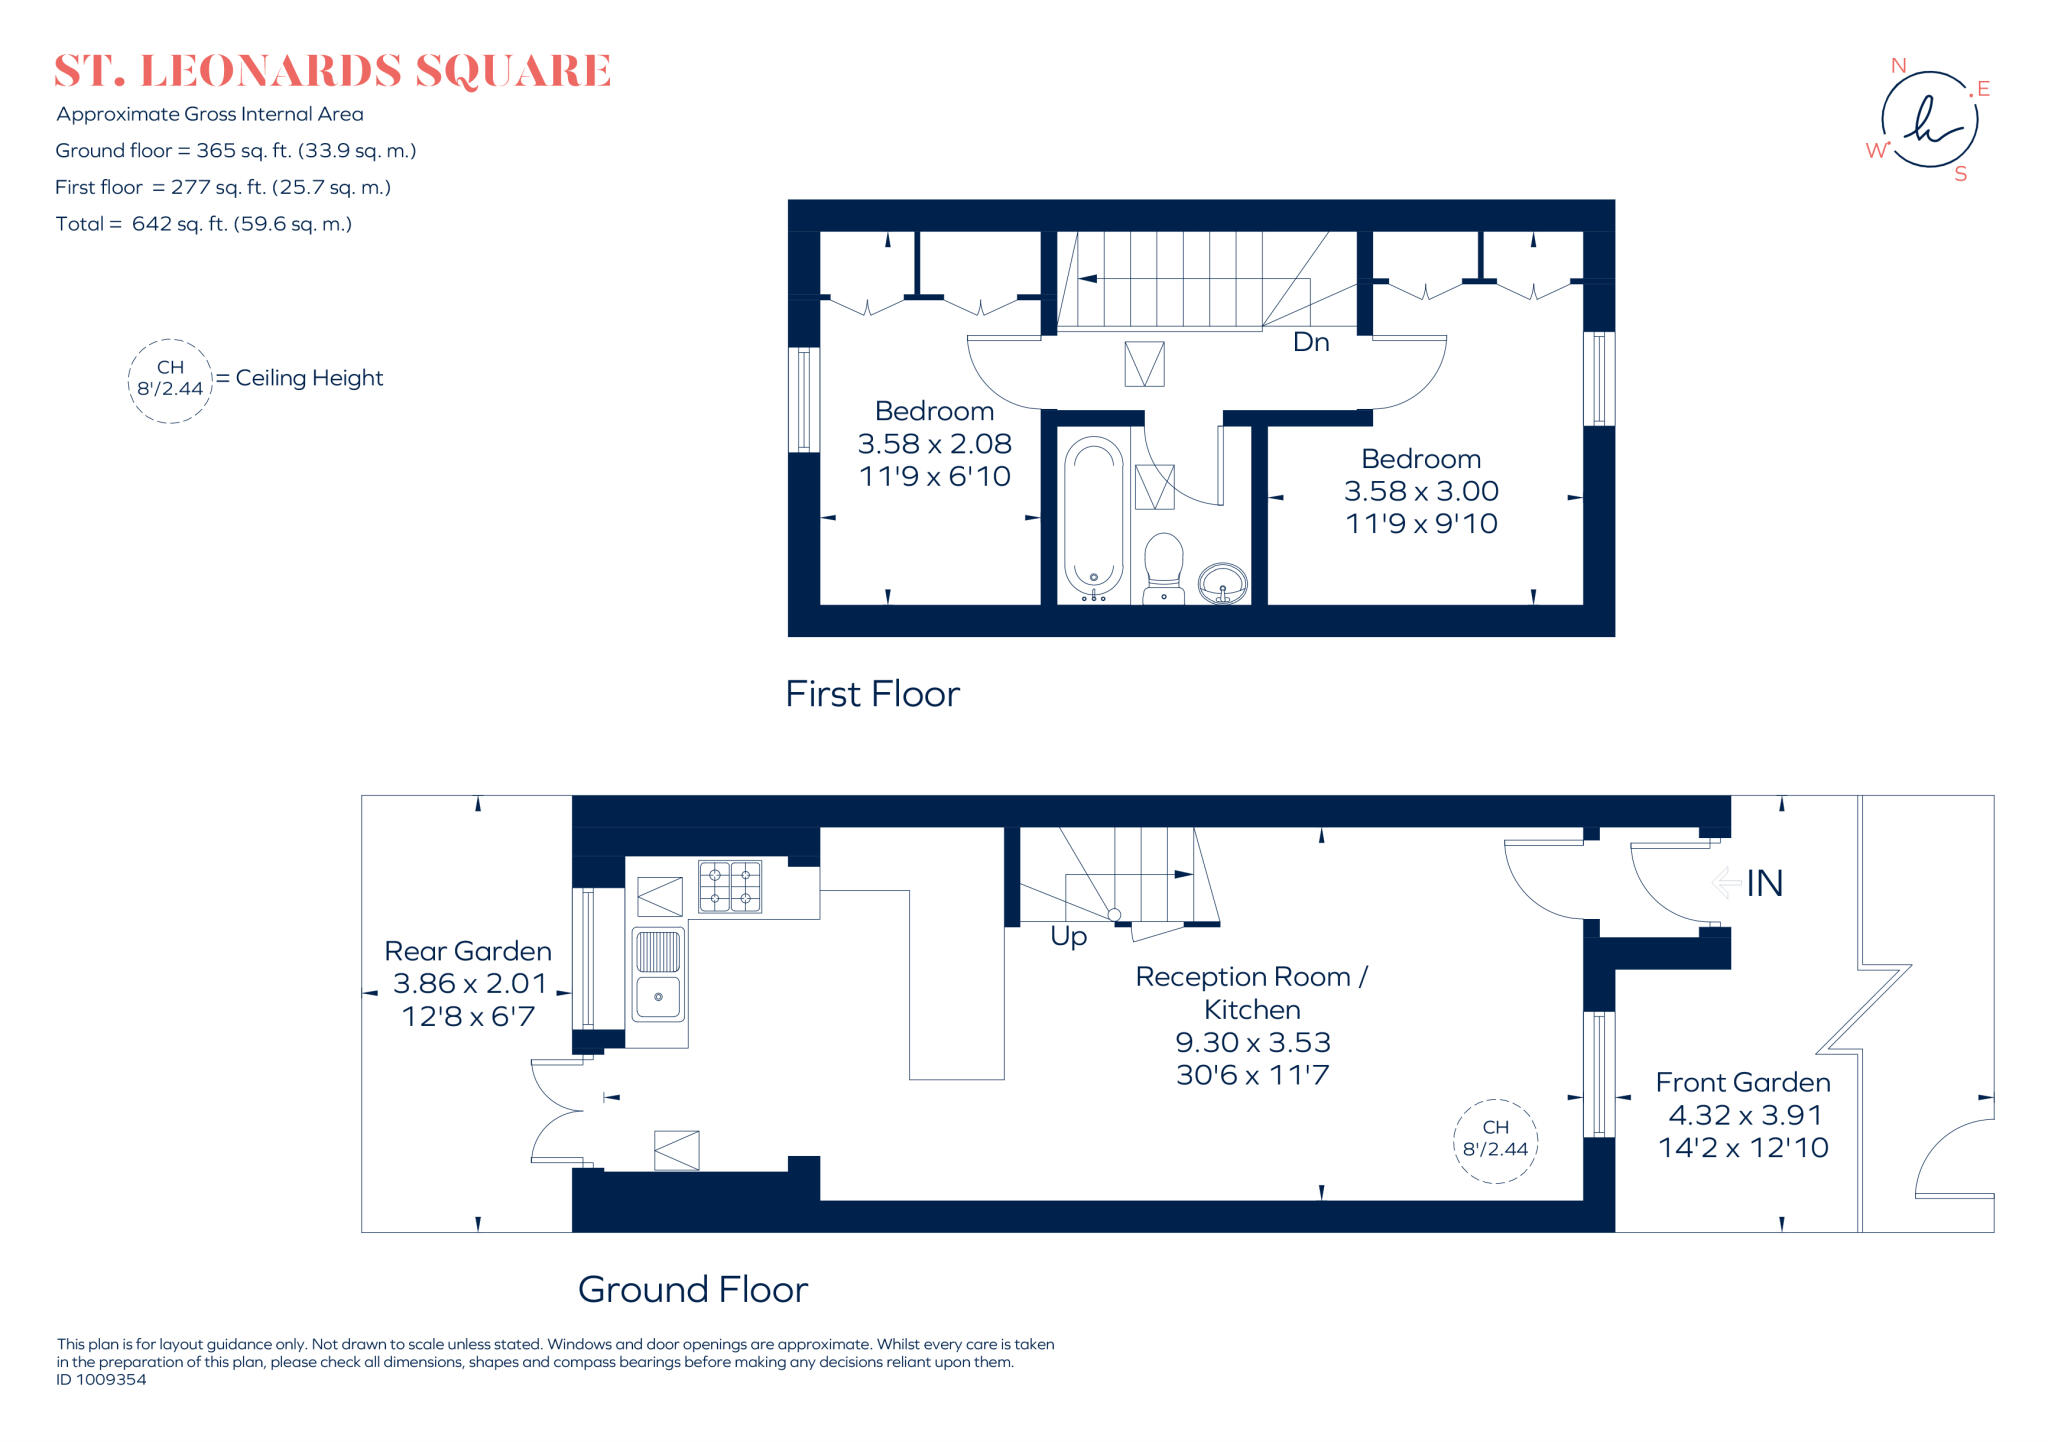 ST. LEONARDS SQUARE
Approximate Gross Internal Area
Ground floor = 365 sq. ft. (33.9 sq. m.)
First floor = 277 sq. ft. (25.7 sq. m.)
Total = 642 sq. ft. (59.6 sq. m.)
N
E
W
S
CH
8'/2.44
= Ceiling Height
Dn
Bedroom
3.58 x 2.08
11'9 x 6'10
Bedroom
3.58 x 3.00
11'9 x 9'10
First Floor
IN
Rear Garden
3.86 x 2.01
12'8 x 6'7
Up
Reception Room /
Kitchen
9.30 x 3.53
30'6 x 11'7
CH
8'/2.44
Front Garden
4.32 x 3.91
14'2 x 12'10
Ground Floor
This plan is for layout guidance only. Not drawn to scale unless stated. Windows and door openings are approximate. Whilst every care is taken
in the preparation of this plan, please check all dimensions, shapes and compass bearings before making any decisions reliant upon them.
ID 1009354